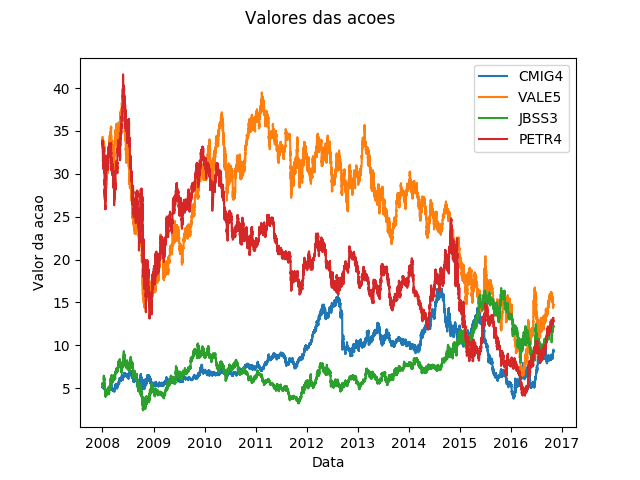 Valores das acoes
CMIG4
VALE5
JBSS3
PETR4
Valor da acao
40
35
30
25
20
15
10
5
2008 2009 2010 2011 2012 2013 2014 2015 2016 2017
Data